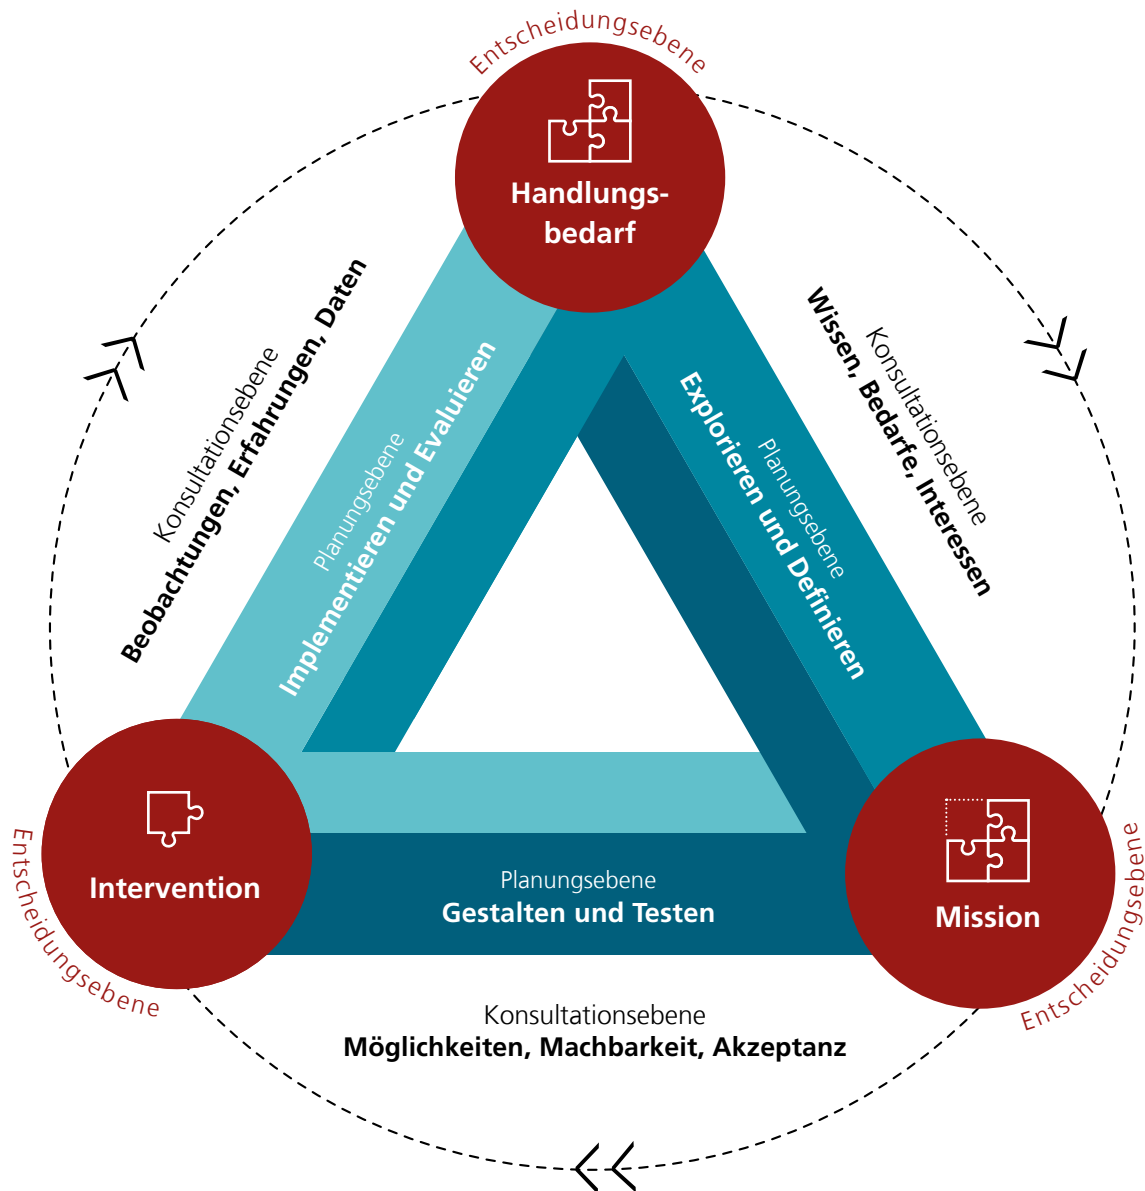 Entscheidungsebene
Handlungs-
bedarf
Konsultationsebene
Beobachtungen, Erfahrungen, Daten
Planungsebene
Implementieren und Evaluieren
Konsultationsebene
Wissen, Bedarfe, Interessen
Planungsebene
Explorieren und Definieren
Intervention
Entscheidungsebene
Planungsebene
Gestalten und Testen
Mission
Entscheidungsebene
Konsultationsebene
Möglichkeiten, Machbarkeit, Akzeptanz